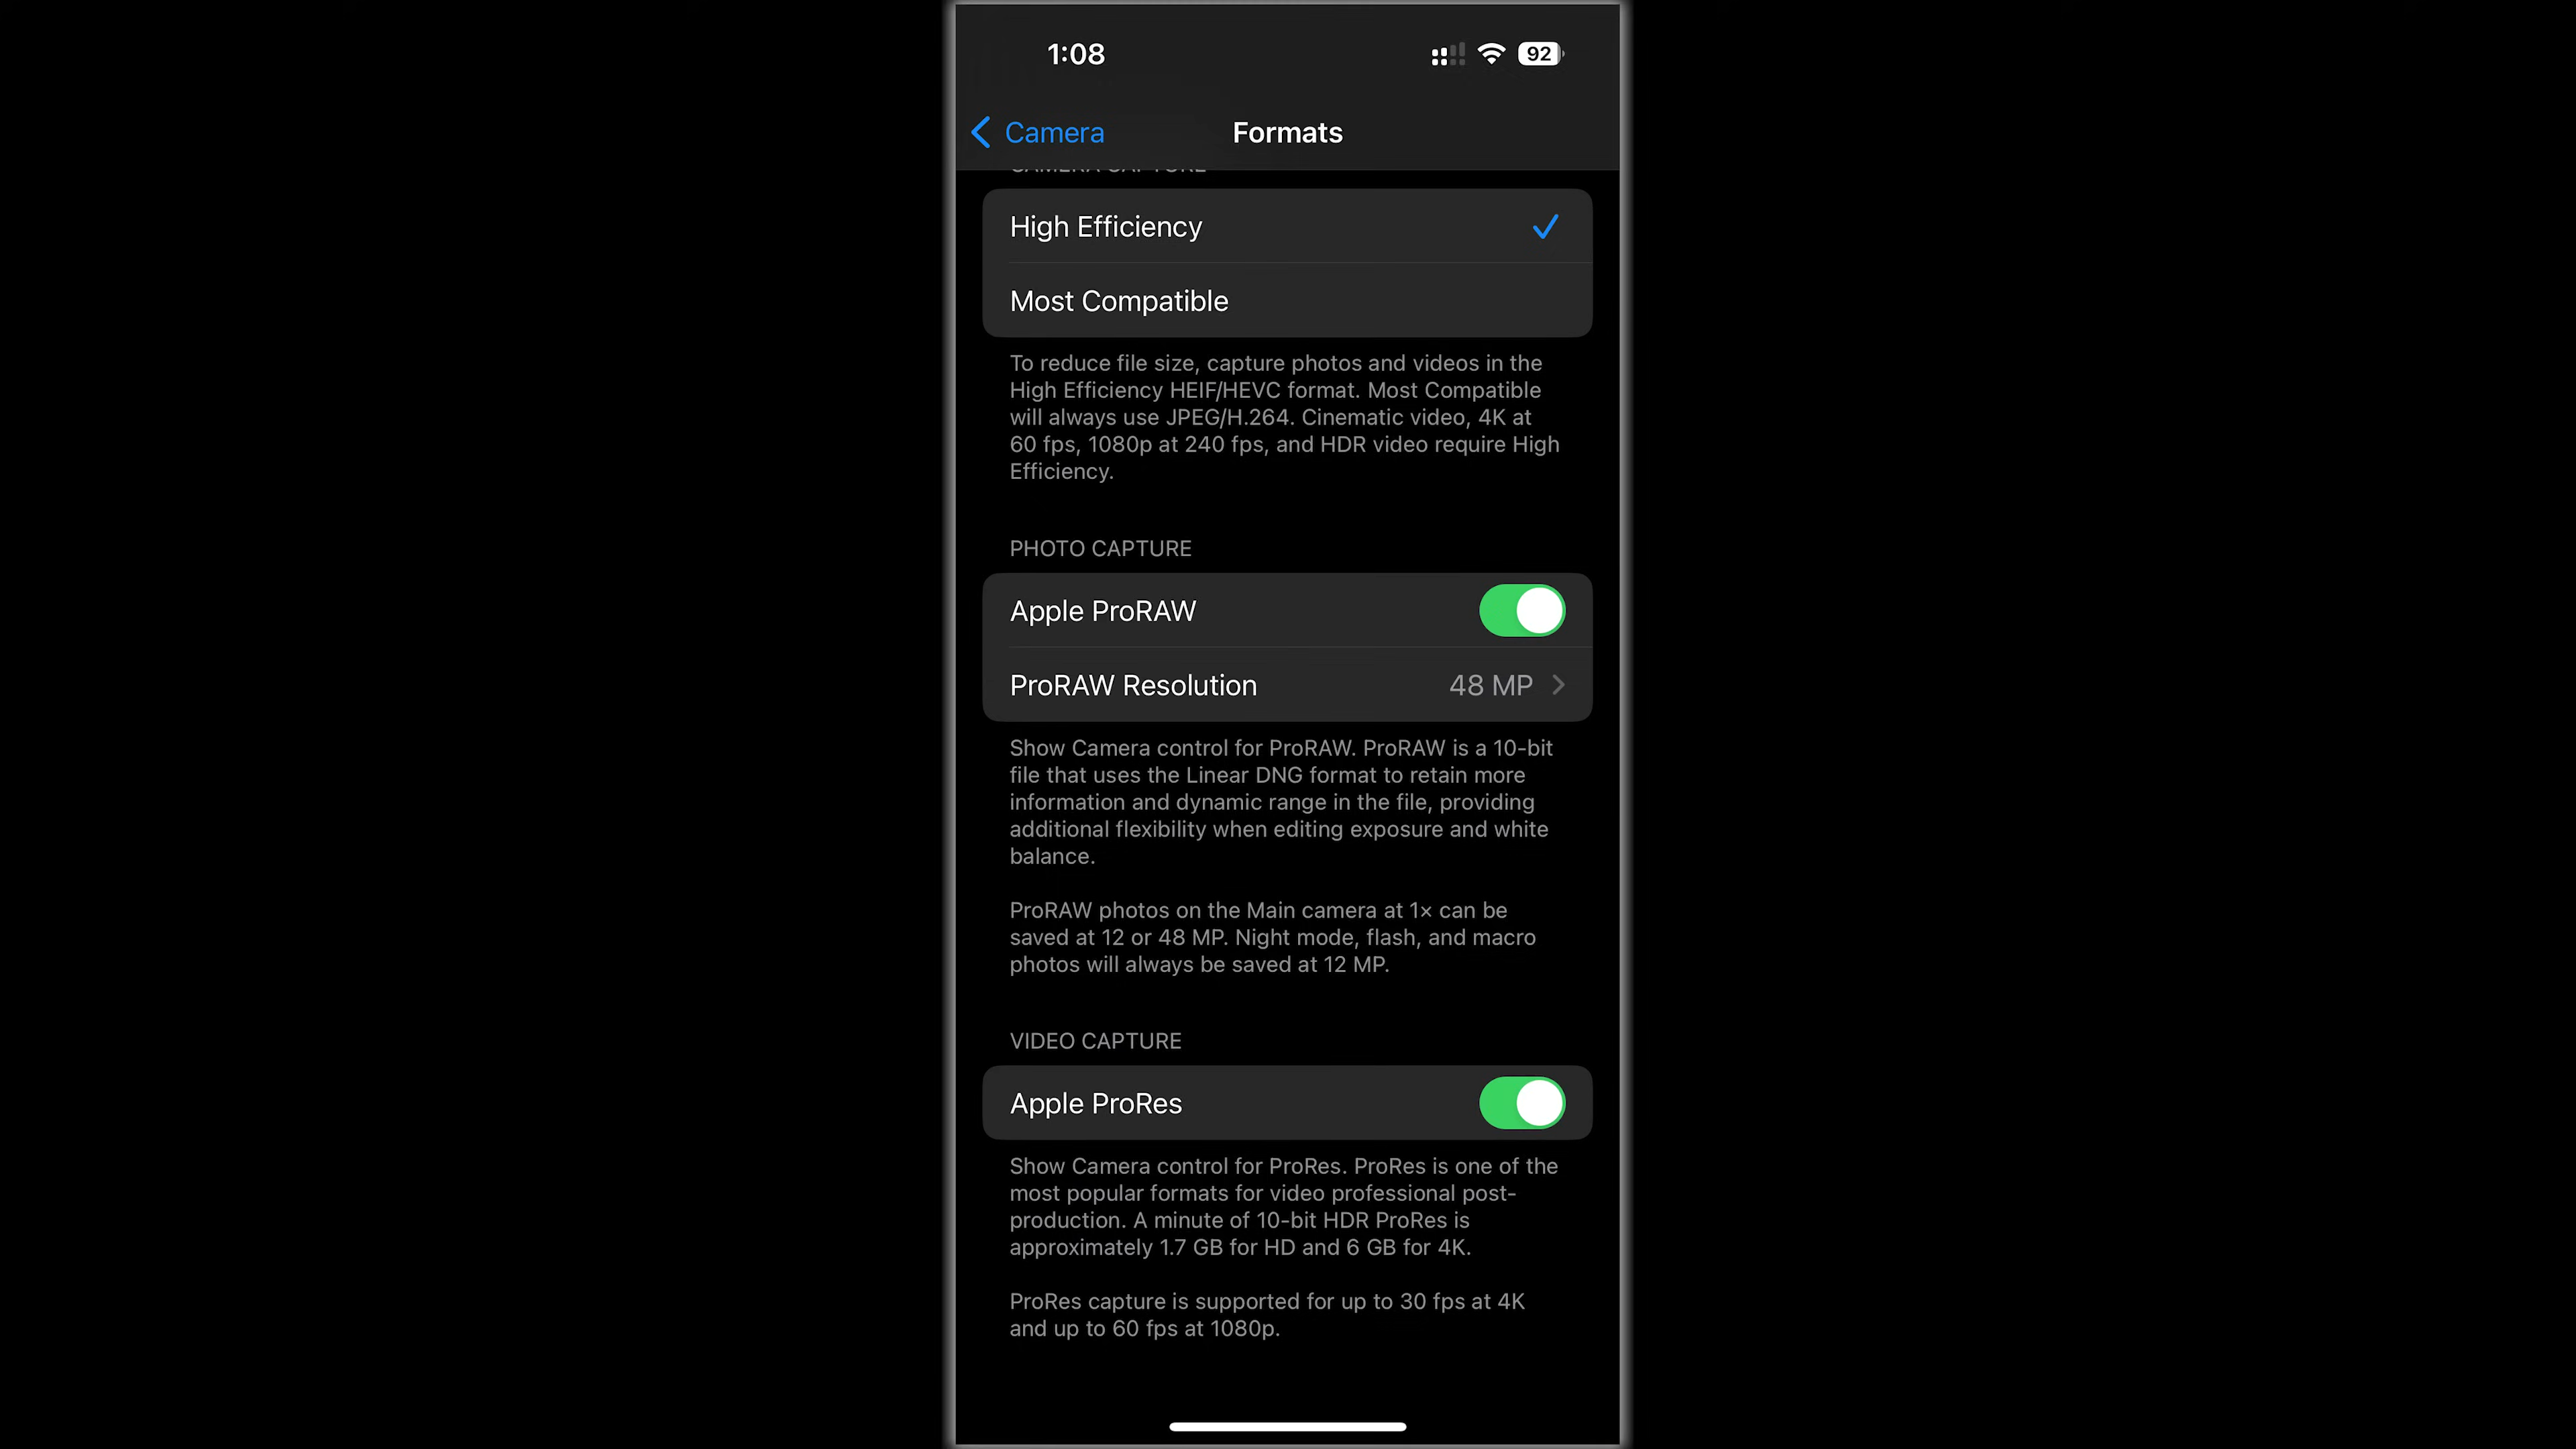 1:08
92
Camera
Formats
CAMERA CAPTURE
High Efficiency
Most Compatible
To reduce file size, capture photos and videos in the
High Efficiency HEIF/HEVC format. Most Compatible
will always use JPEG/H.264. Cinematic video, 4K at
60 fps, 1080p at 240 fps, and HDR video require High
Efficiency.
PHOTO CAPTURE
Apple ProRAW
ProRAW Resolution 48 MP
Show Camera control for ProRAW. ProRAW is a 10-bit
file that uses the Linear DNG format to retain more
information and dynamic range in the file, providing
additional flexibility when editing exposure and white
balance.
ProRAW photos on the Main camera at 1× can be
saved at 12 or 48 MP. Night mode, flash, and macro
photos will always be saved at 12 MP.
VIDEO CAPTURE
Apple ProRes
Show Camera control for ProRes. ProRes is one of the
most popular formats for video professional post-
production. A minute of 10-bit HDR ProRes is
approximately 1.7 GB for HD and 6 GB for 4K.
ProRes capture is supported for up to 30 fps at 4K
and up to 60 fps at 1080p.